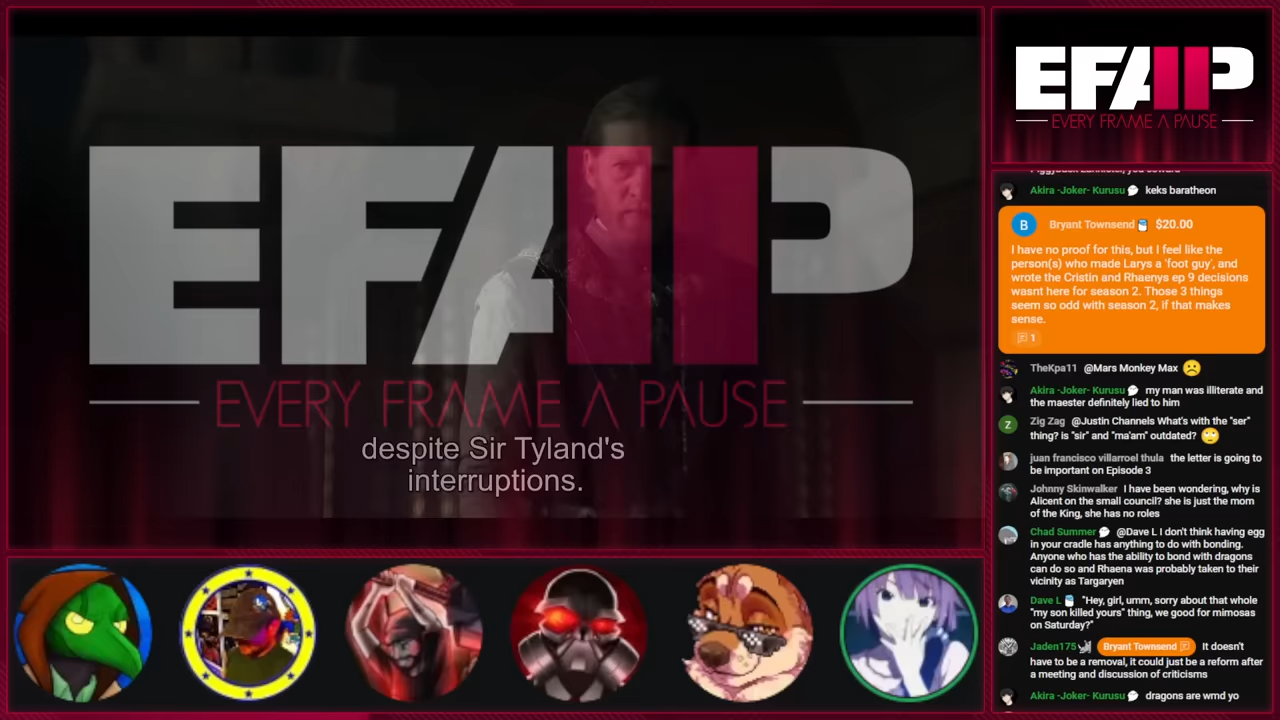 EFAP
EVERY FRAME A PAUSE
despite Sir Tyland's
interruptions.
EFAP
EVERY FRAME A PAUSE
Akira -Joker- Kurusu keks baratheon
B Bryant Townsend $20.00
I have no proof for this, but I feel like the
person(s) who made Larys a 'foot guy', and
wrote the Cristin and Rhaenys ep 9 decisions
wasnt here for season 2. Those 3 things
seem so odd with season 2, if that makes
sense.
1
TheKpa11 @Mars Monkey Max
Akira -Joker- Kurusu my man was illiterate and
the maester definitely lied to him
Z Zig Zag @Justin Channels What's with the "ser"
thing? is "sir" and "ma'am" outdated?
juan francisco villarroel thula the letter is going to
be important on Episode 3
Johnny Skinwalker I have been wondering, why is
Alicent on the small council? she is just the mom
of the King, she has no roles
Chad Summer @Dave L I don't think having egg
in your cradle has anything to do with bonding.
Anyone who has the ability to bond with dragons
can do so and Rhaena was probably taken to their
vicinity as Targaryen
Dave L "Hey, girl, umm, sorry about that whole
"my son killed yours" thing, we good for mimosas
on Saturday?"
Jaden175 Bryant Townsend It doesn't
have to be a removal, it could just be a reform after
a meeting and discussion of criticisms
Akira -Joker- Kurusu dragons are wmd yo